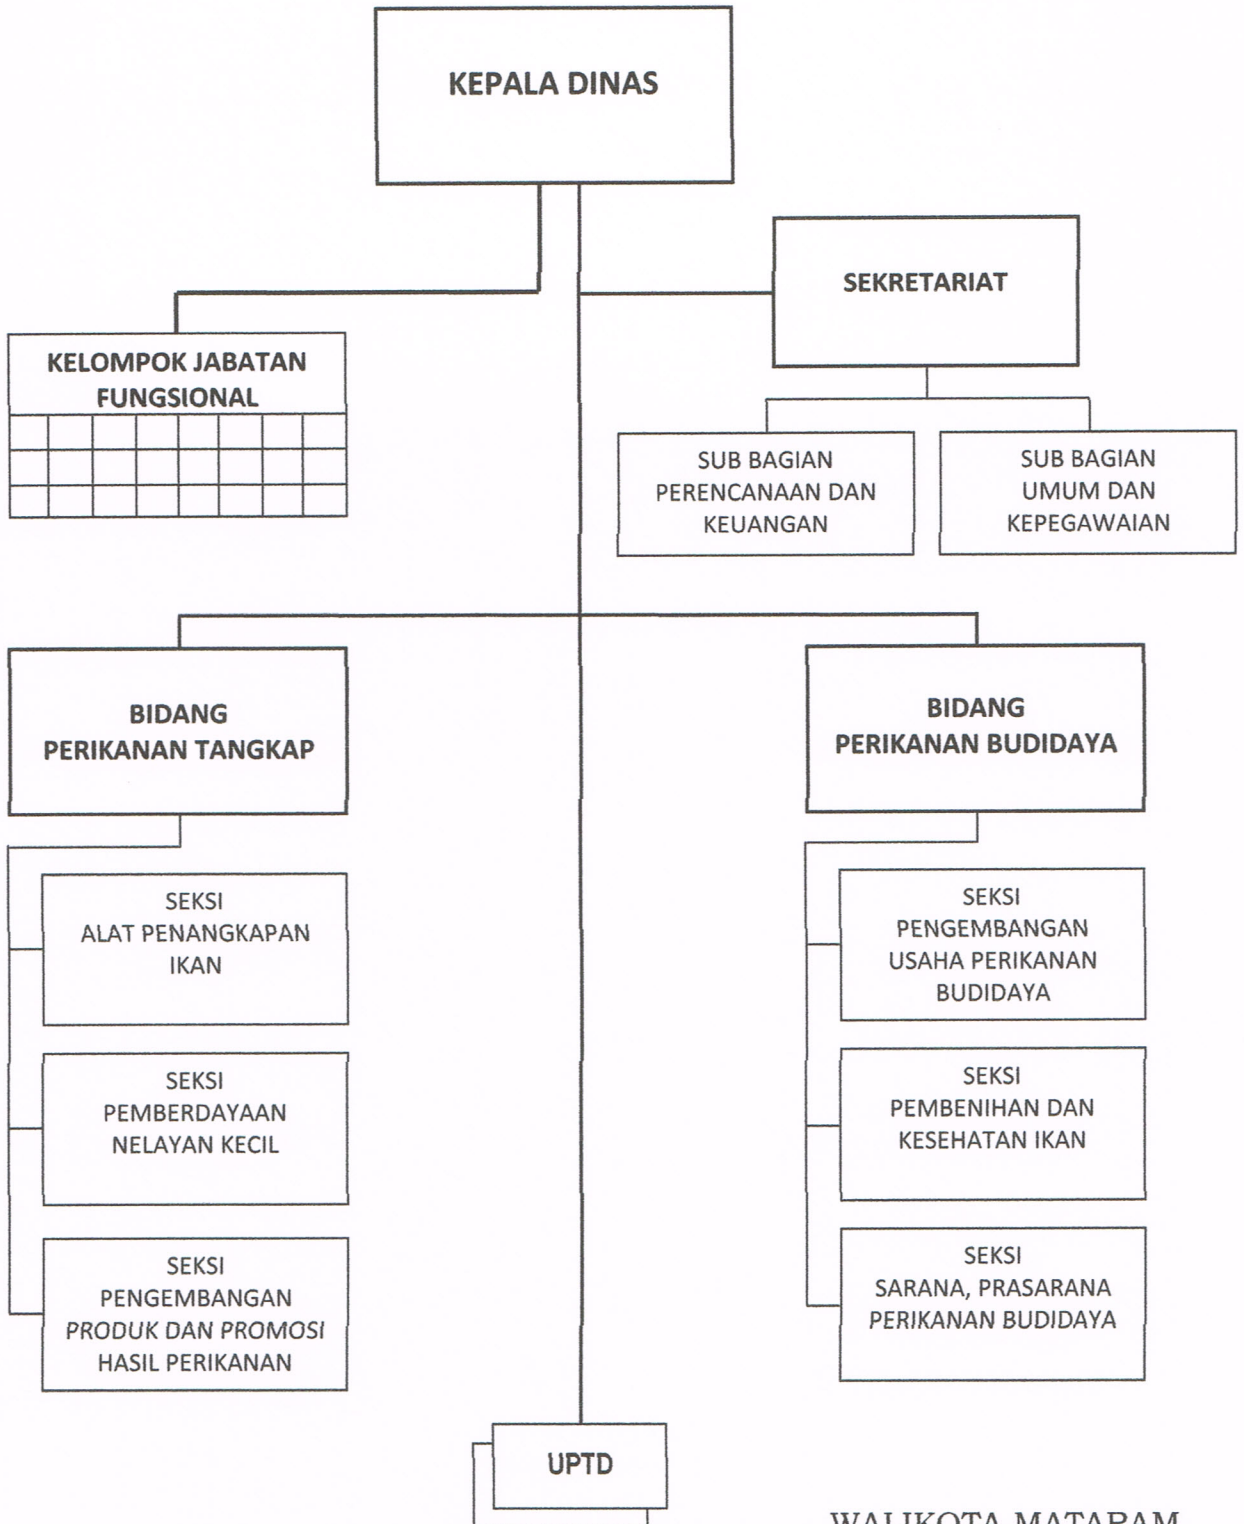 KEPALA DINAS
SEKRETARIAT
KELOMPOK JABATAN
FUNGSIONAL
SUB BAGIAN
PERENCANAAN DAN
KEUANGAN
SUB BAGIAN
UMUM DAN
KEPEGAWAIAN
BIDANG
PERIKANAN TANGKAP
BIDANG
PERIKANAN BUDIDAYA
SEKSI
ALAT PENANGKAPAN
IKAN
SEKSI
PEMBERDAYAAN
NELAYAN KECIL
SEKSI
PENGEMBANGAN
PRODUK DAN PROMOSI
HASIL PERIKANAN
SEKSI
PENGEMBANGAN
USAHA PERIKANAN
BUDIDAYA
SEKSI
PEMBENIHAN DAN
KESEHATAN IKAN
SEKSI
SARANA, PRASARANA
PERIKANAN BUDIDAYA
UPTD
WALIKOTA MATARAM